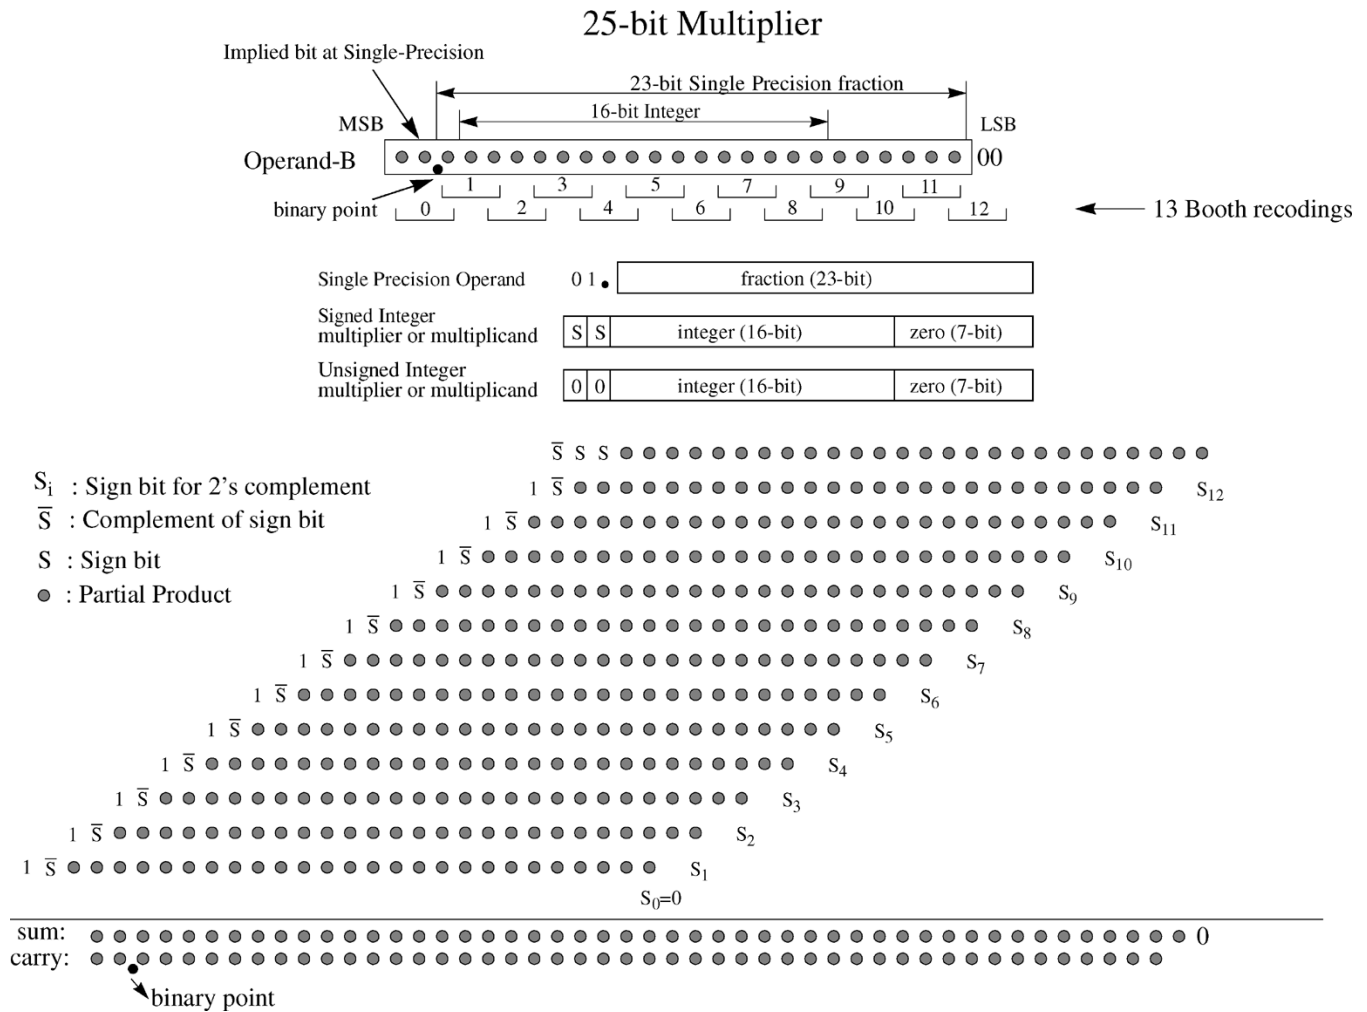 25-bit Multiplier
Implied bit at Single-Precision
23-bit Single Precision fraction
16-bit Integer
MSB
LSB
Operand-B
00
1 3 5 7 9 11
binary point
0 2 4 6 8 10 12
13 Booth recodings
Single Precision Operand
0 1 .
fraction (23-bit)
Signed Integer
multiplier or multiplicand
S S integer (16-bit) zero (7-bit)
Unsigned Integer
multiplier or multiplicand
0 0 integer (16-bit) zero (7-bit)
S̅ S S
Si : Sign bit for 2's complement
1 S̅ S12
S̅ : Complement of sign bit
1 S̅ S11
S : Sign bit
1 S̅ S10
: Partial Product
1 S̅ S9
1 S̅ S8
1 S̅ S7
1 S̅ S6
1 S̅ S5
1 S̅ S4
1 S̅ S3
1 S̅ S2
1 S̅ S1
S0=0
sum: 0
carry:
binary point